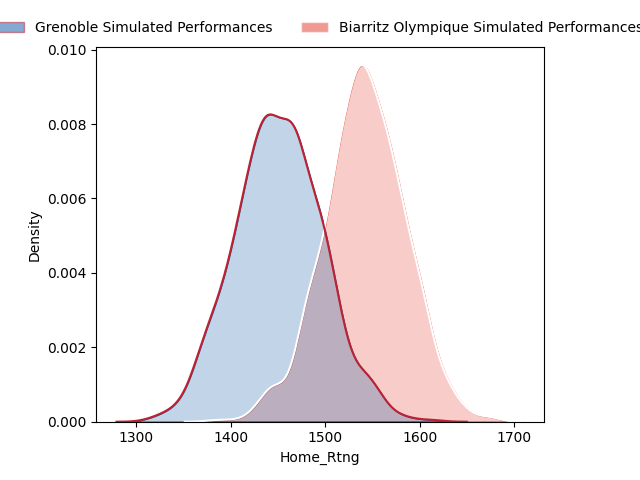 Grenoble Simulated Performances Biarritz Olympique Simulated Performances
0.010
0.008
0.006
0.004
0.002
0.000
Density
1300 1400 1500 1600 1700
Home_Rtng